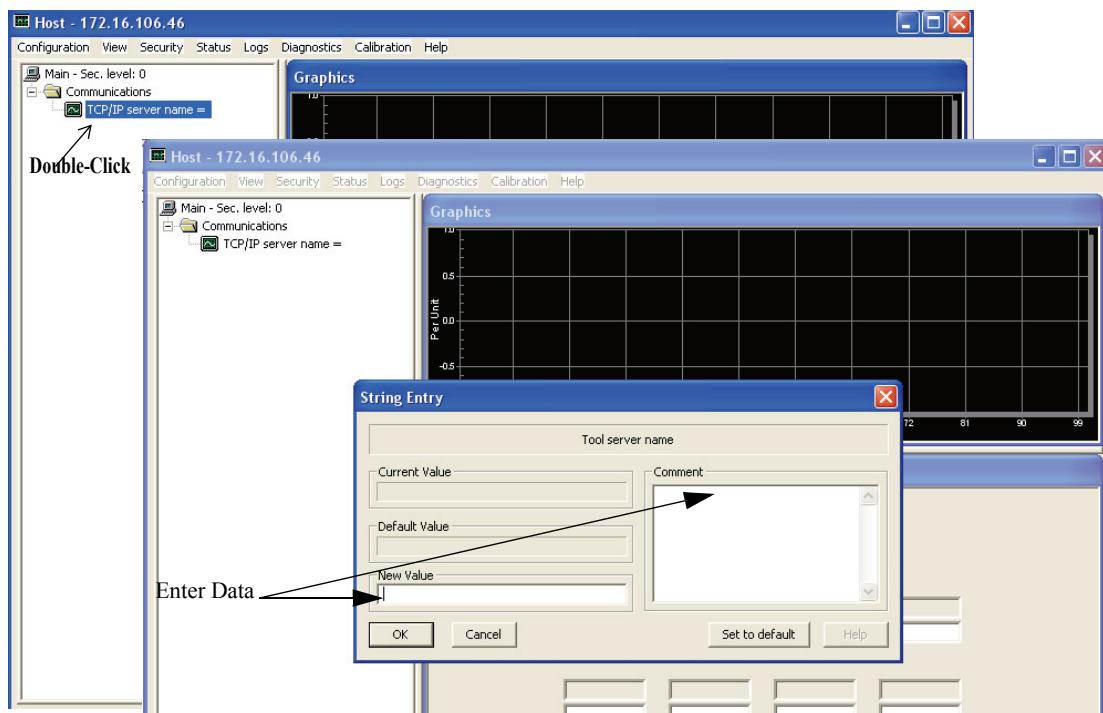 Host - 172.16.106.46
Configuration View Security Status Logs Diagnostics Calibration Help
Main - Sec. level: 0
Communications
TCP/IP server name =
Graphics
1.0
Double-Click
Host - 172.16.106.46
Configuration View Security Status Logs Diagnostics Calibration Help
Main - Sec. level: 0
Communications
TCP/IP server name =
Graphics
1.0
0.5
0.0
-0.5
Per Unit
72 81 90 99
String Entry
Tool server name
Current Value
Default Value
New Value
Comment
Enter Data
OK Cancel Set to default Help